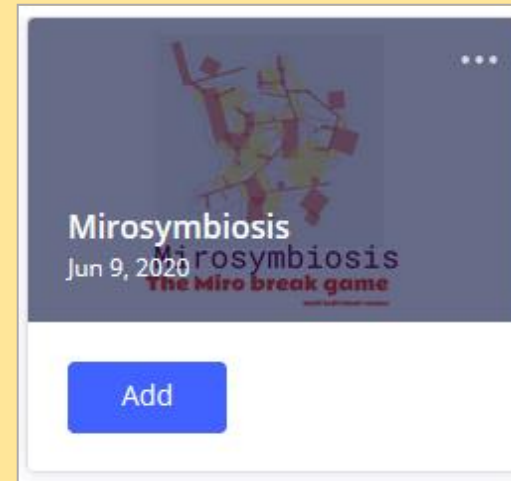 Mirosymbiosis
Jun 9, 2020
Mirosymbiosis
The Miro break game
Add